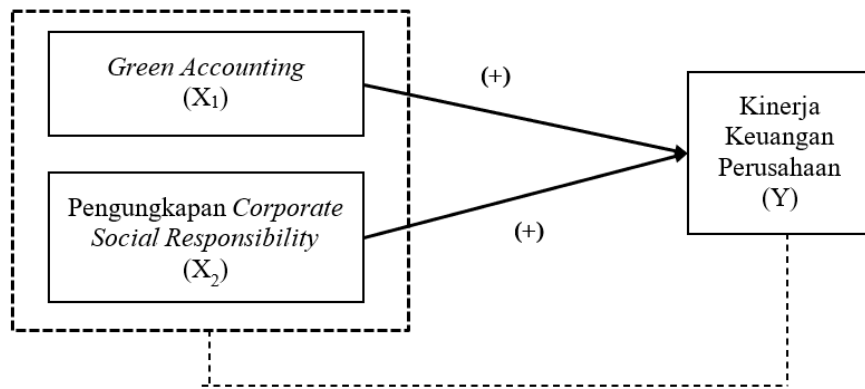 Green Accounting
(X₁)
(+)
Kinerja
Keuangan
Perusahaan
(Y)
Pengungkapan Corporate
Social Responsibility
(X₂)
(+)